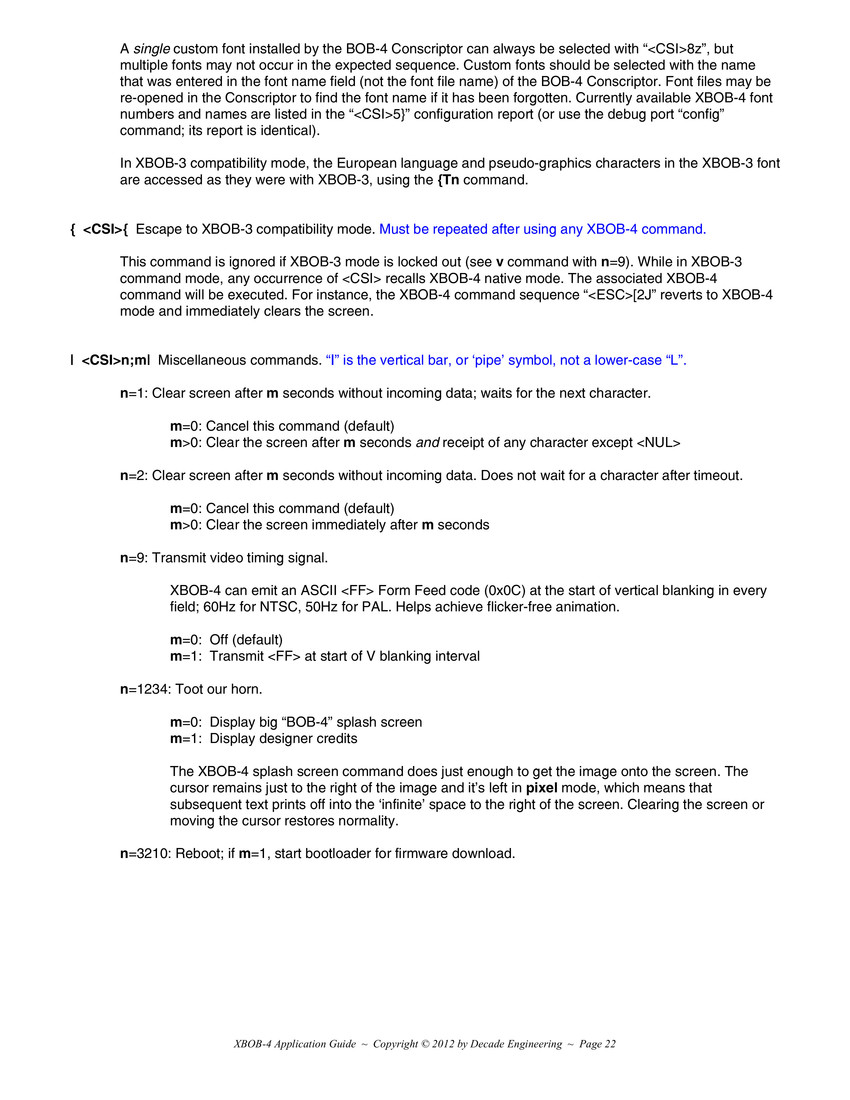 A single custom font installed by the BOB-4 Conscriptor can always be selected with “<CSI>8z”, but
multiple fonts may not occur in the expected sequence. Custom fonts should be selected with the name
that was entered in the font name field (not the font file name) of the BOB-4 Conscriptor. Font files may be
re-opened in the Conscriptor to find the font name if it has been forgotten. Currently available XBOB-4 font
numbers and names are listed in the “<CSI>5}” configuration report (or use the debug port “config”
command; its report is identical).
In XBOB-3 compatibility mode, the European language and pseudo-graphics characters in the XBOB-3 font
are accessed as they were with XBOB-3, using the {Tn command.
{ <CSI>{ Escape to XBOB-3 compatibility mode. Must be repeated after using any XBOB-4 command.
This command is ignored if XBOB-3 mode is locked out (see v command with n=9). While in XBOB-3
command mode, any occurrence of <CSI> recalls XBOB-4 native mode. The associated XBOB-4
command will be executed. For instance, the XBOB-4 command sequence “<ESC>[2J” reverts to XBOB-4
mode and immediately clears the screen.
| <CSI>n;m| Miscellaneous commands. “|” is the vertical bar, or ‘pipe’ symbol, not a lower-case “L”.
n=1: Clear screen after m seconds without incoming data; waits for the next character.
m=0: Cancel this command (default)
m>0: Clear the screen after m seconds and receipt of any character except <NUL>
n=2: Clear screen after m seconds without incoming data. Does not wait for a character after timeout.
m=0: Cancel this command (default)
m>0: Clear the screen immediately after m seconds
n=9: Transmit video timing signal.
XBOB-4 can emit an ASCII <FF> Form Feed code (0x0C) at the start of vertical blanking in every
field; 60Hz for NTSC, 50Hz for PAL. Helps achieve flicker-free animation.
m=0: Off (default)
m=1: Transmit <FF> at start of V blanking interval
n=1234: Toot our horn.
m=0: Display big “BOB-4” splash screen
m=1: Display designer credits
The XBOB-4 splash screen command does just enough to get the image onto the screen. The
cursor remains just to the right of the image and it’s left in pixel mode, which means that
subsequent text prints off into the ‘infinite’ space to the right of the screen. Clearing the screen or
moving the cursor restores normality.
n=3210: Reboot; if m=1, start bootloader for firmware download.
XBOB-4 Application Guide ~ Copyright © 2012 by Decade Engineering ~ Page 22